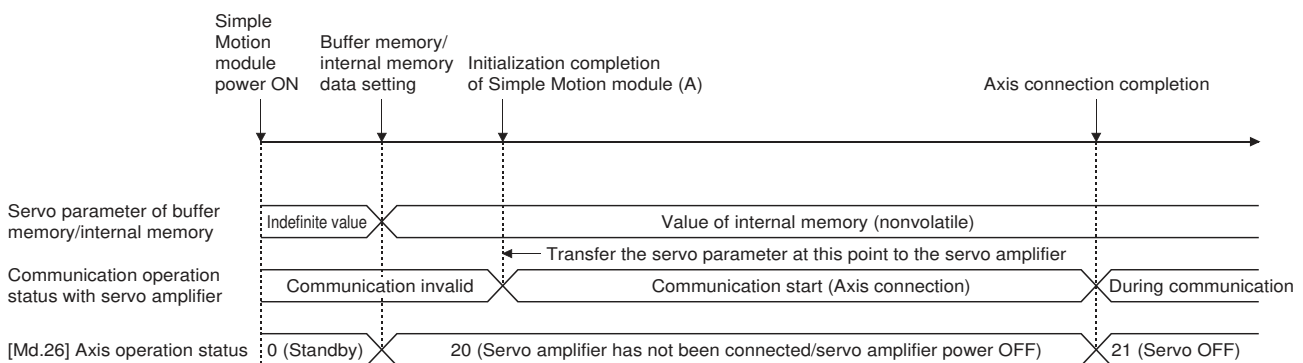 Simple
Motion
module
power ON
Buffer memory/
internal memory
data setting
Initialization completion
of Simple Motion module (A)
Axis connection completion
Servo parameter of buffer
memory/internal memory
Indefinite value
Value of internal memory (nonvolatile)
Transfer the servo parameter at this point to the servo amplifier
Communication operation
status with servo amplifier
Communication invalid
Communication start (Axis connection)
During communication
[Md.26] Axis operation status
0 (Standby)
20 (Servo amplifier has not been connected/servo amplifier power OFF)
21 (Servo OFF)